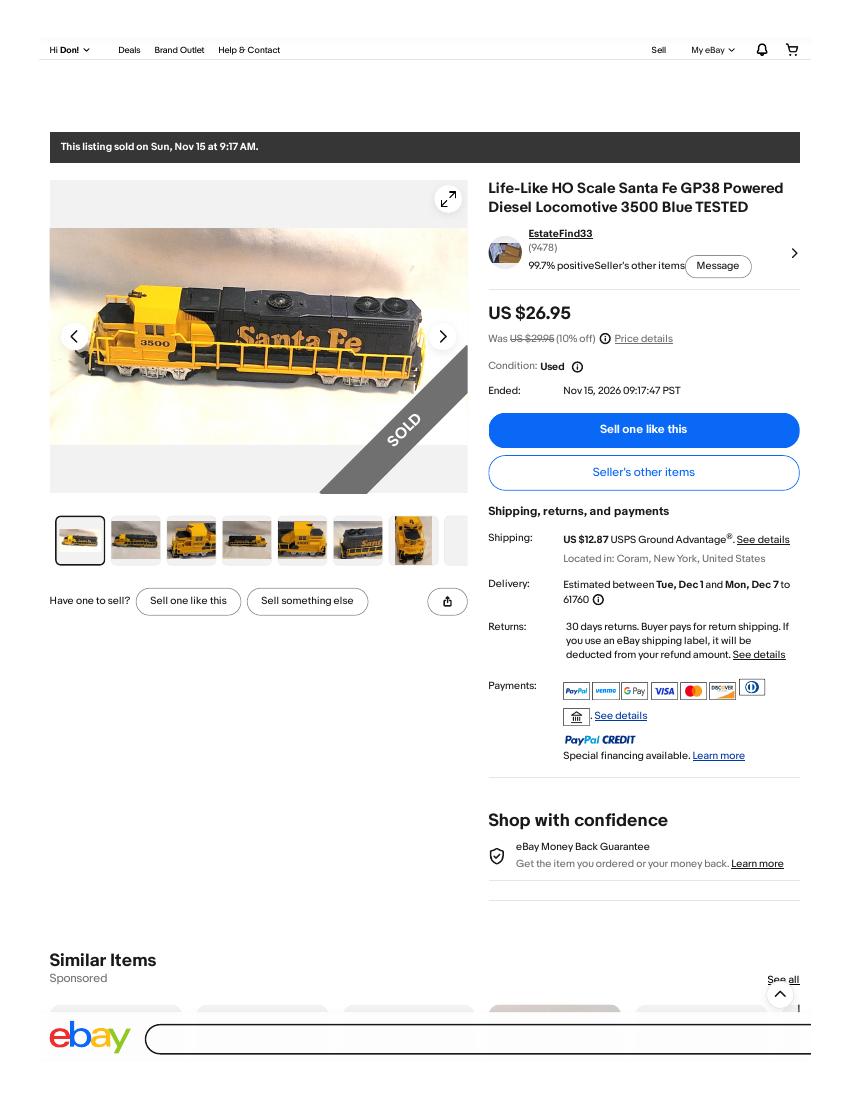 Hi Don!
Deals
Brand Outlet
Help & Contact
Sell
My eBay
This listing sold on Sun, Nov 15 at 9:17 AM.
3500
Santa Fe
SOLD
Have one to sell?
Sell one like this
Sell something else
Life-Like HO Scale Santa Fe GP38 Powered
Diesel Locomotive 3500 Blue TESTED
EstateFind33
(9478)
99.7% positiveSeller's other items
Message
US $26.95
Was US $29.95 (10% off) Price details
Condition: Used
Ended: Nov 15, 2026 09:17:47 PST
Sell one like this
Seller's other items
Shipping, returns, and payments
Shipping: US $12.87 USPS Ground Advantage®. See details
Located in: Coram, New York, United States
Delivery: Estimated between Tue, Dec 1 and Mon, Dec 7 to
61760
Returns: 30 days returns. Buyer pays for return shipping. If
you use an eBay shipping label, it will be
deducted from your refund amount. See details
Payments: PayPal venmo G Pay VISA DISCOVER
. See details
PayPal CREDIT
Special financing available. Learn more
Shop with confidence
eBay Money Back Guarantee
Get the item you ordered or your money back. Learn more
Similar Items
Sponsored
See all
ebay